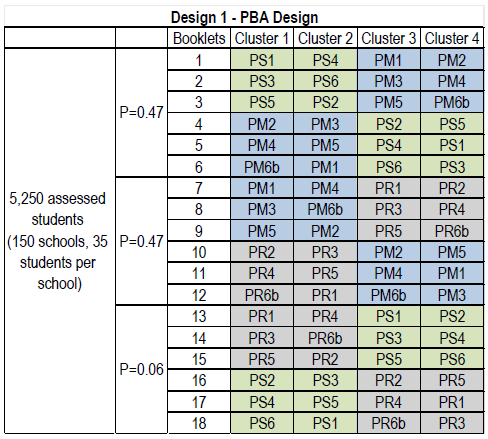 Design 1 - PBA Design
Booklets Cluster 1 Cluster 2 Cluster 3 Cluster 4
5,250 assessed
students
(150 schools, 35
students per
school)
P=0.47
1 PS1 PS4 PM1 PM2
2 PS3 PS6 PM3 PM4
3 PS5 PS2 PM5 PM6b
4 PM2 PM3 PS2 PS5
5 PM4 PM5 PS4 PS1
6 PM6b PM1 PS6 PS3
P=0.47
7 PM1 PM4 PR1 PR2
8 PM3 PM6b PR3 PR4
9 PM5 PM2 PR5 PR6b
10 PR2 PR3 PM2 PM5
11 PR4 PR5 PM4 PM1
12 PR6b PR1 PM6b PM3
P=0.06
13 PR1 PR4 PS1 PS2
14 PR3 PR6b PS3 PS4
15 PR5 PR2 PS5 PS6
16 PS2 PS3 PR2 PR5
17 PS4 PS5 PR4 PR1
18 PS6 PS1 PR6b PR3